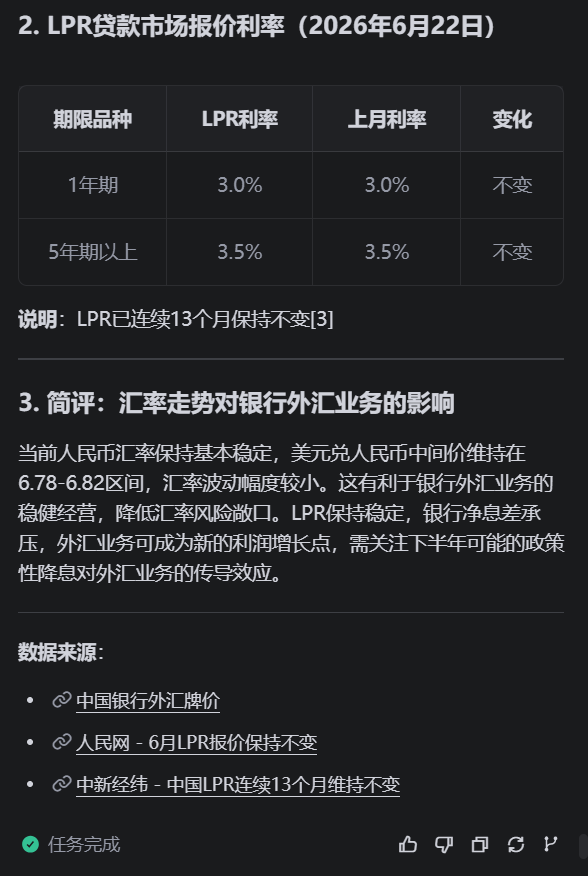 2. LPR贷款市场报价利率（2026年6月22日）
期限品种 LPR利率 上月利率 变化
1年期 3.0% 3.0% 不变
5年期以上 3.5% 3.5% 不变
说明：LPR已连续13个月保持不变[3]
3. 简评：汇率走势对银行外汇业务的影响
当前人民币汇率保持基本稳定，美元兑人民币中间价维持在
6.78-6.82区间，汇率波动幅度较小。这有利于银行外汇业务的
稳健经营，降低汇率风险敞口。LPR保持稳定，银行净息差承
压，外汇业务可成为新的利润增长点，需关注下半年可能的政策
性降息对外汇业务的传导效应。
数据来源：
中国银行外汇牌价
人民网 - 6月LPR报价保持不变
中新经纬 - 中国LPR连续13个月维持不变
任务完成